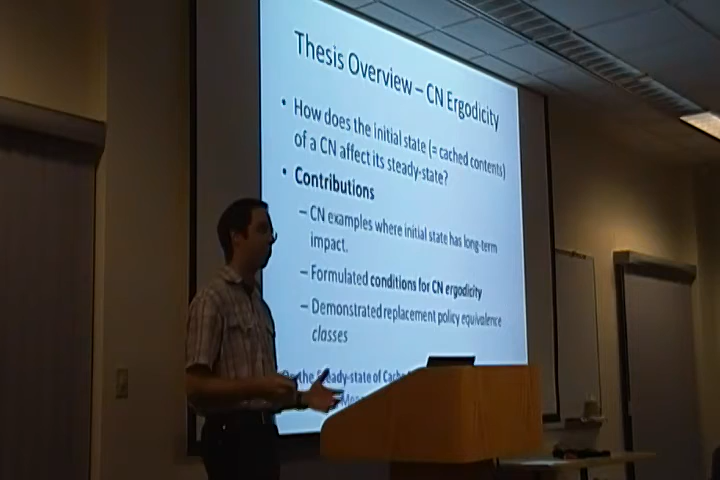 Thesis Overview – CN Ergodicity
• How does the initial state (= cached contents)
of a CN affect its steady-state?
• Contributions
– CN examples where initial state has long-term
impact.
– Formulated conditions for CN ergodicity
– Demonstrated replacement policy equivalence
classes
the Steady-state of